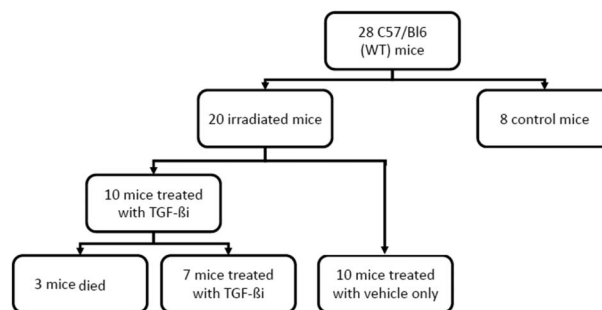 28 C57/Bl6
(WT) mice
20 irradiated mice
8 control mice
10 mice treated
with TGF-ßi
3 mice died
7 mice treated
with TGF-ßi
10 mice treated
with vehicle only